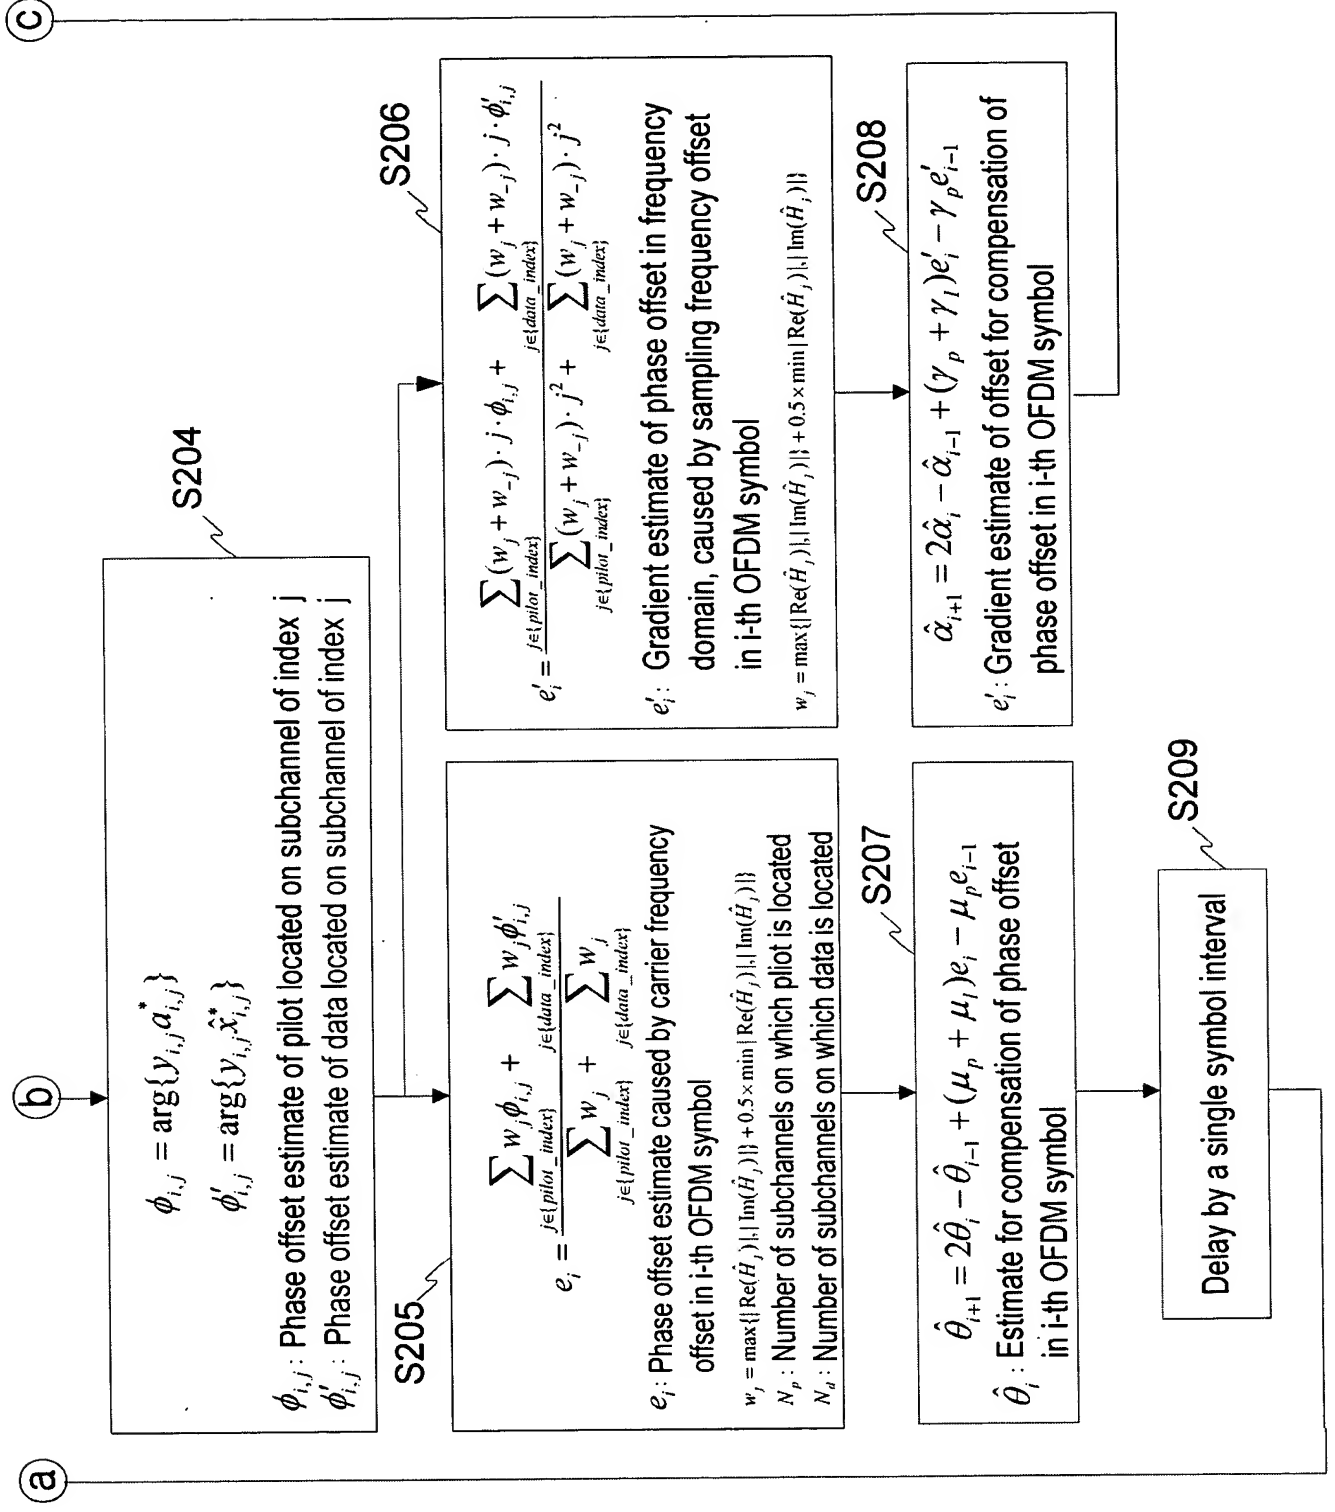 a
b
c
S204
ϕ_{i,j} = arg{y_{i,j} a*_{i,j}}
ϕ′_{i,j} = arg{y_{i,j} x̂*_{i,j}}
ϕ_{i,j} : Phase offset estimate of pilot located on subchannel of index j
ϕ′_{i,j} : Phase offset estimate of data located on subchannel of index j
S205
e_i = (∑_{j∈{pilot_index}} w_j ϕ_{i,j} + ∑_{j∈{data_index}} w_j ϕ′_{i,j}) / (∑_{j∈{pilot_index}} w_j + ∑_{j∈{data_index}} w_j)
e_i : Phase offset estimate caused by carrier frequency
offset in i-th OFDM symbol
w_j = max{|Re(Ĥ_j)|,|Im(Ĥ_j)|} + 0.5×min|Re(Ĥ_j)|,|Im(Ĥ_j)|}
N_p : Number of subchannels on which pliot is located
N_d : Number of subchannels on which data is located
S206
e′_i = (∑_{j∈{pilot_index}} (w_j + w_{-j})·j·ϕ_{i,j} + ∑_{j∈{data_index}} (w_j + w_{-j})·j·ϕ′_{i,j}) / (∑_{j∈{pilot_index}} (w_j + w_{-j})·j² + ∑_{j∈{data_index}} (w_j + w_{-j})·j²)
e′_i : Gradient estimate of phase offset in frequency
domain, caused by sampling frequency offset
in i-th OFDM symbol
w_j = max{|Re(Ĥ_j)|,|Im(Ĥ_j)|} + 0.5×min|Re(Ĥ_j)|,|Im(Ĥ_j)|}
S207
θ̂_{i+1} = 2θ̂_i − θ̂_{i−1} + (μ_p + μ_I)e_i − μ_p e_{i−1}
θ̂_i : Estimate for compensation of phase offset
in i-th OFDM symbol
S208
α̂_{i+1} = 2α̂_i − α̂_{i−1} + (γ_p + γ_I)e′_i − γ_p e′_{i−1}
e′_i : Gradient estimate of offset for compensation of
phase offset in i-th OFDM symbol
S209
Delay by a single symbol interval